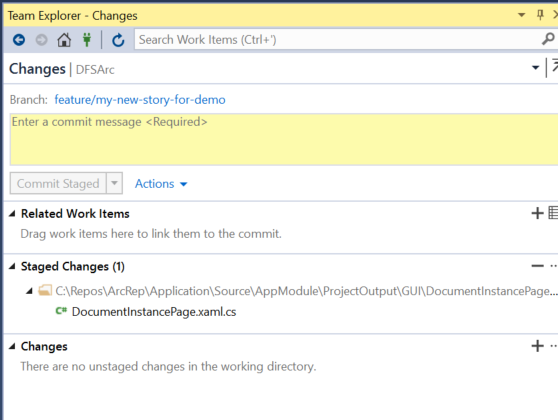 Team Explorer - Changes
Search Work Items (Ctrl+')
Changes | DFSArc
Branch: feature/my-new-story-for-demo
Enter a commit message <Required>
Commit Staged Actions
Related Work Items
Drag work items here to link them to the commit.
Staged Changes (1)
C:\Repos\ArcRep\Application\Source\AppModule\ProjectOutput\GUI\DocumentInstancePage...
C# DocumentInstancePage.xaml.cs
Changes
There are no unstaged changes in the working directory.